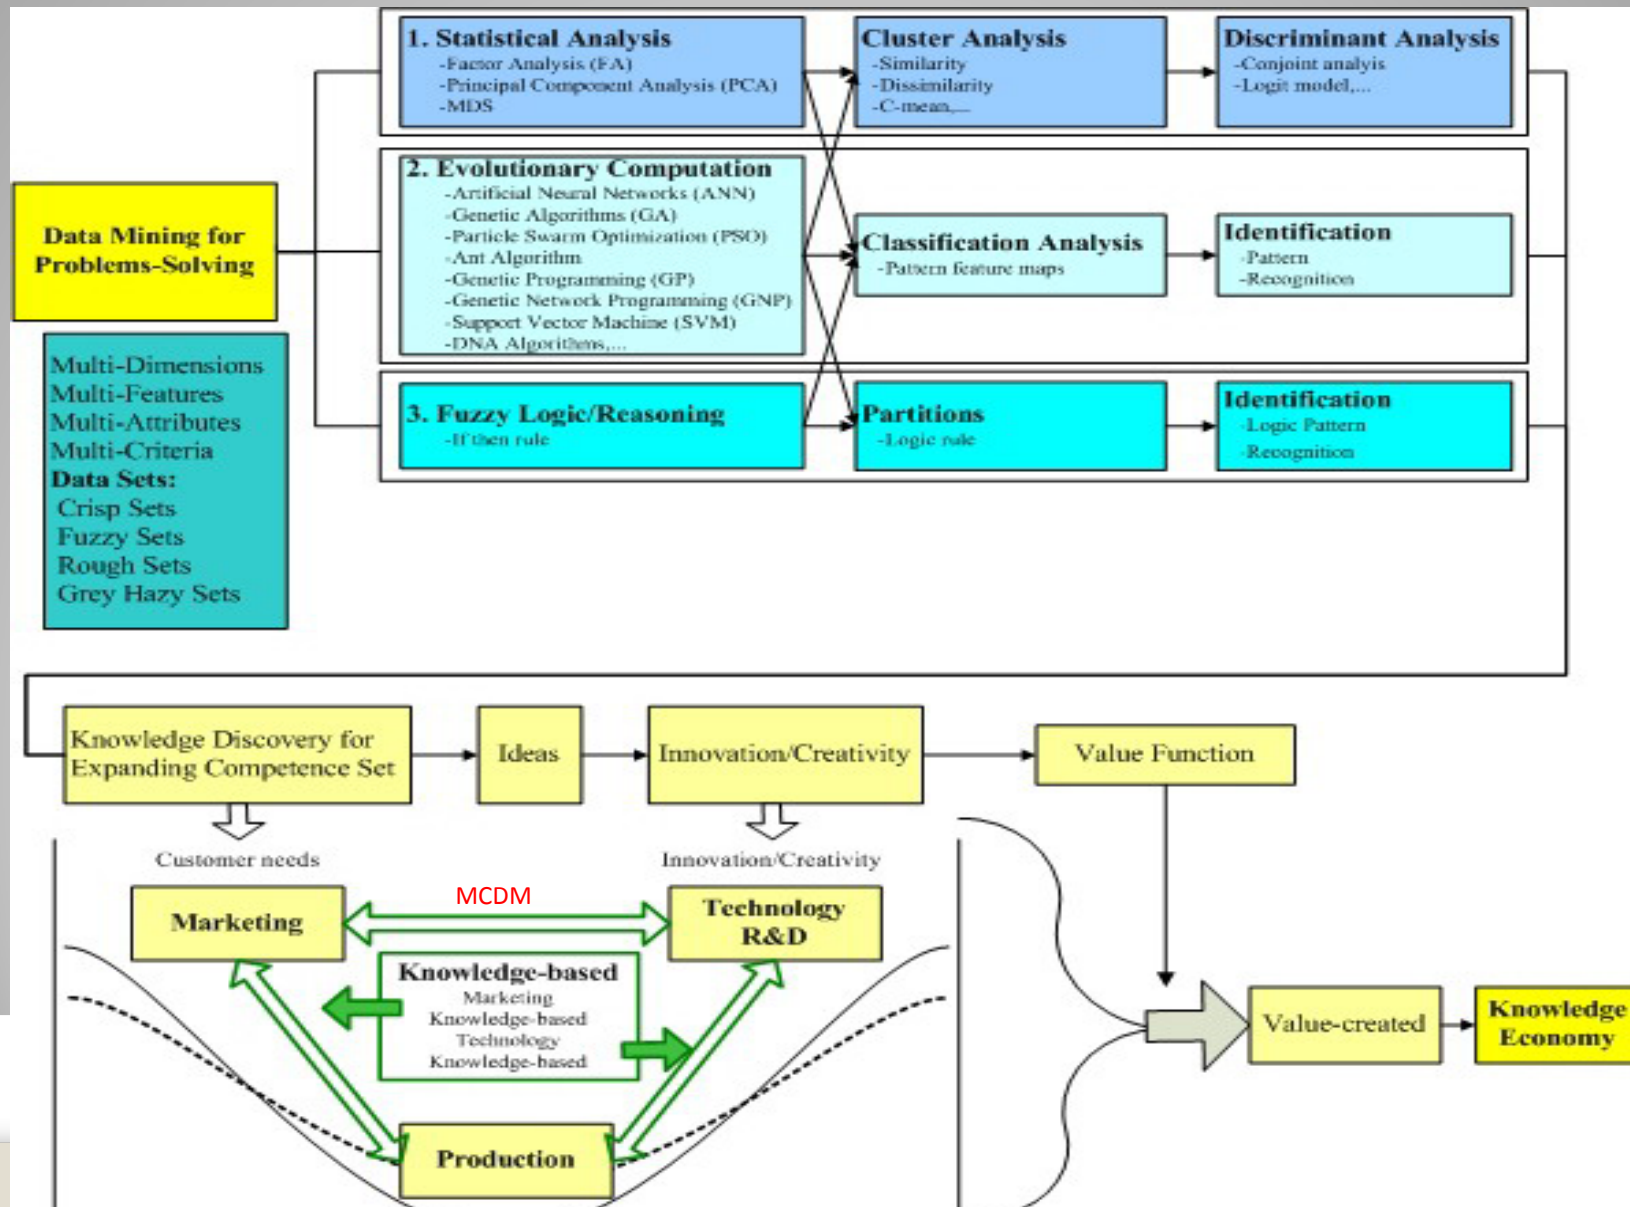 1. Statistical Analysis
-Factor Analysis (FA)
-Principal Component Analysis (PCA)
-MDS
Cluster Analysis
-Similarity
-Dissimilarity
-C-mean,...
Discriminant Analysis
-Conjoint analyis
-Logit model,...
Data Mining for
Problems-Solving
2. Evolutionary Computation
-Artificial Neural Networks (ANN)
-Genetic Algorithms (GA)
-Particle Swarm Optimization (PSO)
-Ant Algorithm
-Genetic Programming (GP)
-Genetic Network Programming (GNP)
-Support Vector Machine (SVM)
-DNA Algorithms,...
Classification Analysis
-Pattern feature maps
Identification
-Pattern
-Recognition
Multi-Dimensions
Multi-Features
Multi-Attributes
Multi-Criteria
Data Sets:
Crisp Sets
Fuzzy Sets
Rough Sets
Grey Hazy Sets
3. Fuzzy Logic/Reasoning
-If then rule
Partitions
-Logic rule
Identification
-Logic Pattern
-Recognition
Knowledge Discovery for
Expanding Competence Set
Ideas
Innovation/Creativity
Value Function
Customer needs
Innovation/Creativity
Marketing
MCDM
Technology
R&D
Knowledge-based
Marketing
Knowledge-based
Technology
Knowledge-based
Production
Value-created
Knowledge
Economy